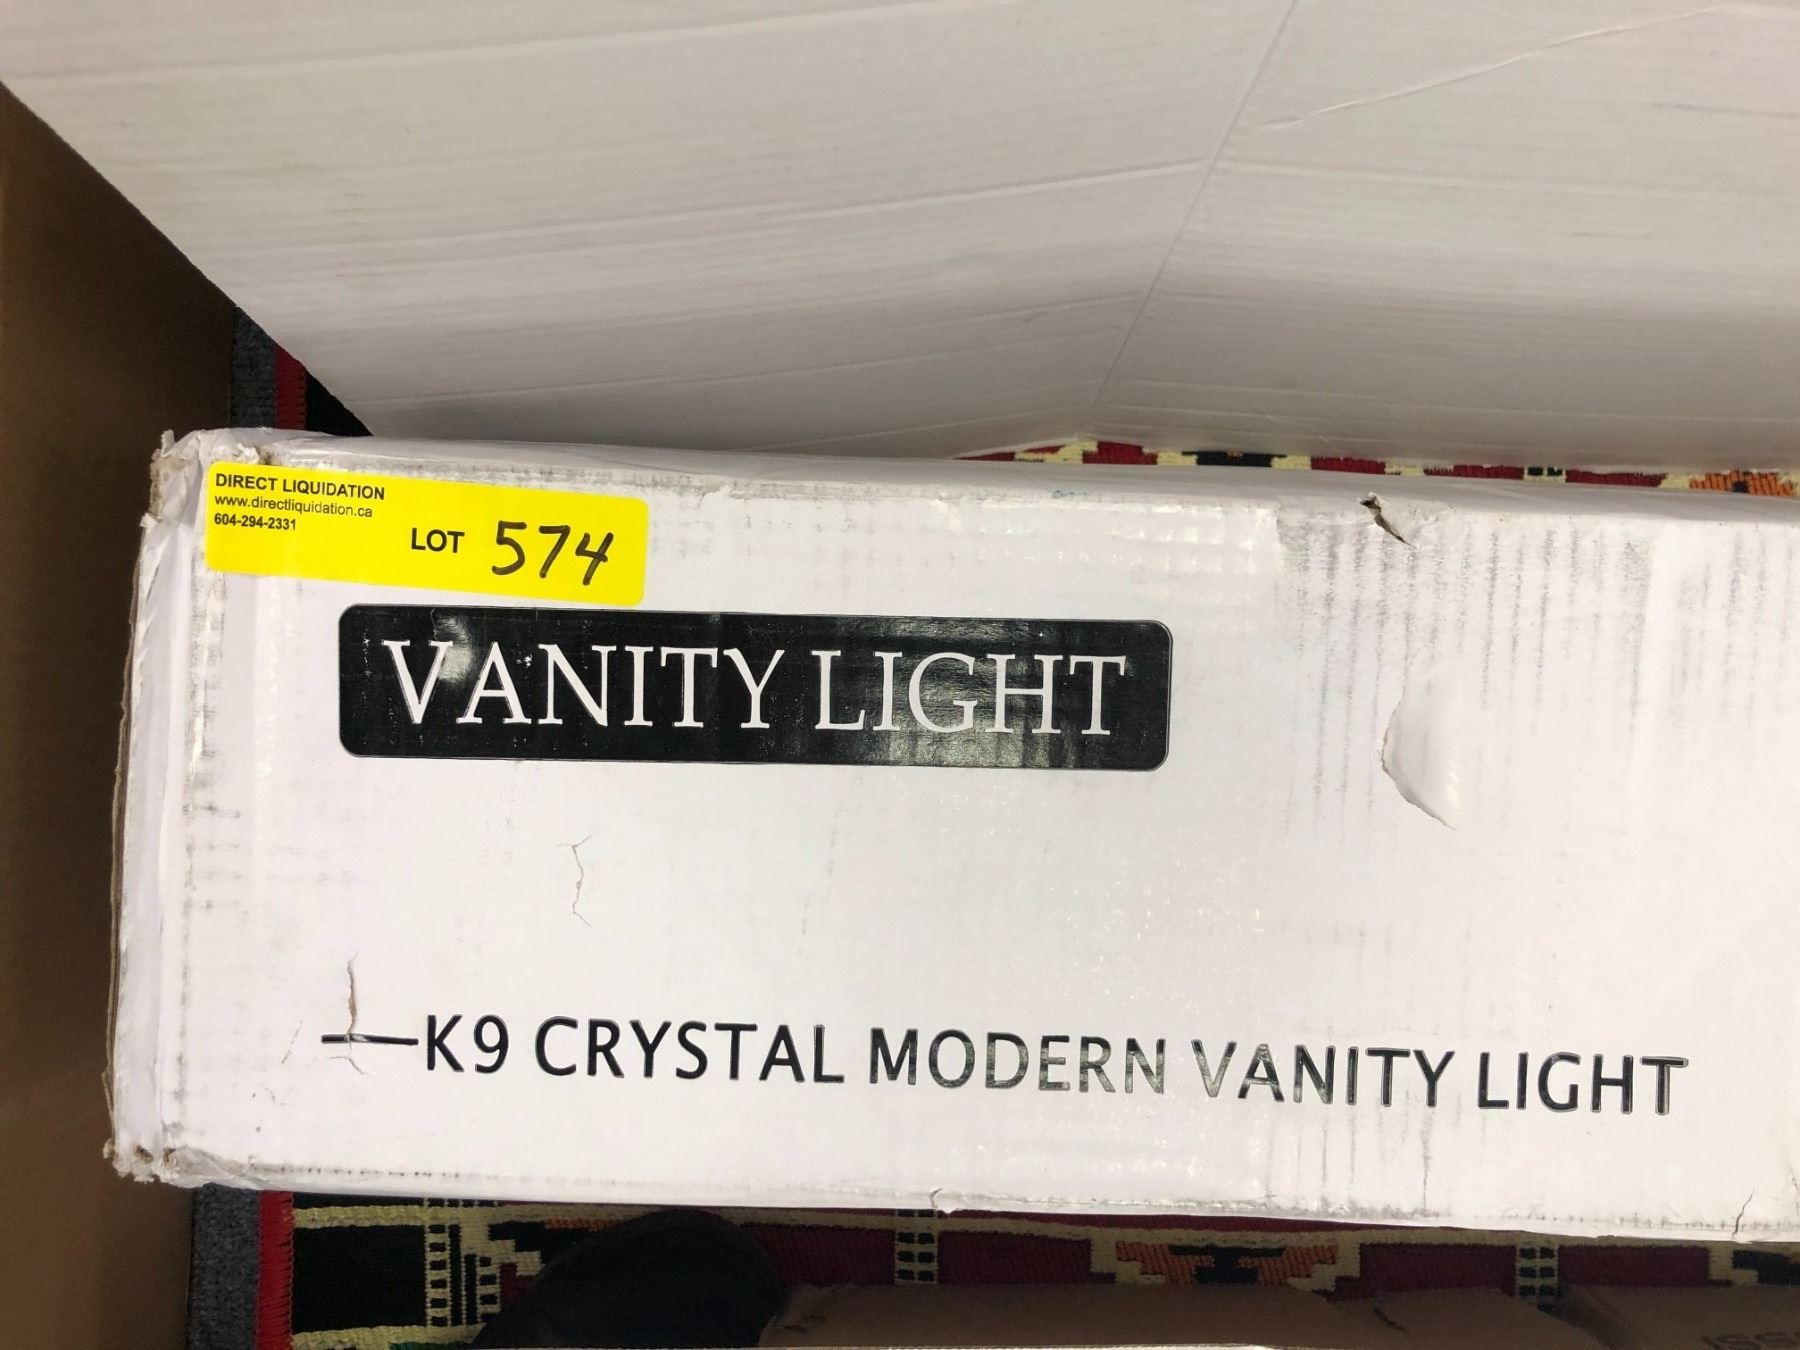 DIRECT LIQUIDATION
www.directliquidation.ca
604-294-2331
LOT 574
VANITY LIGHT
—K9 CRYSTAL MODERN VANITY LIGHT